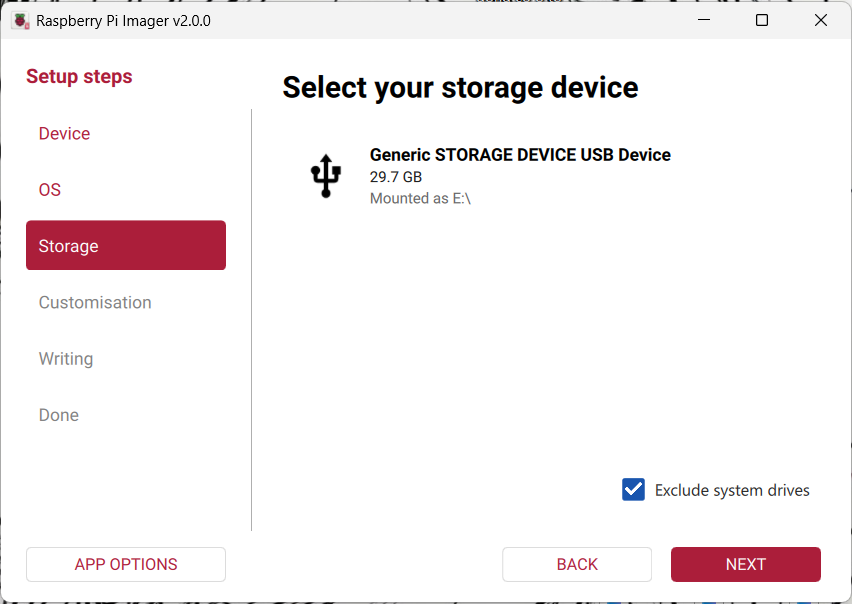 Raspberry Pi Imager v2.0.0
Setup steps
Device
OS
Storage
Customisation
Writing
Done
Select your storage device
Generic STORAGE DEVICE USB Device
29.7 GB
Mounted as E:\
Exclude system drives
APP OPTIONS
BACK
NEXT